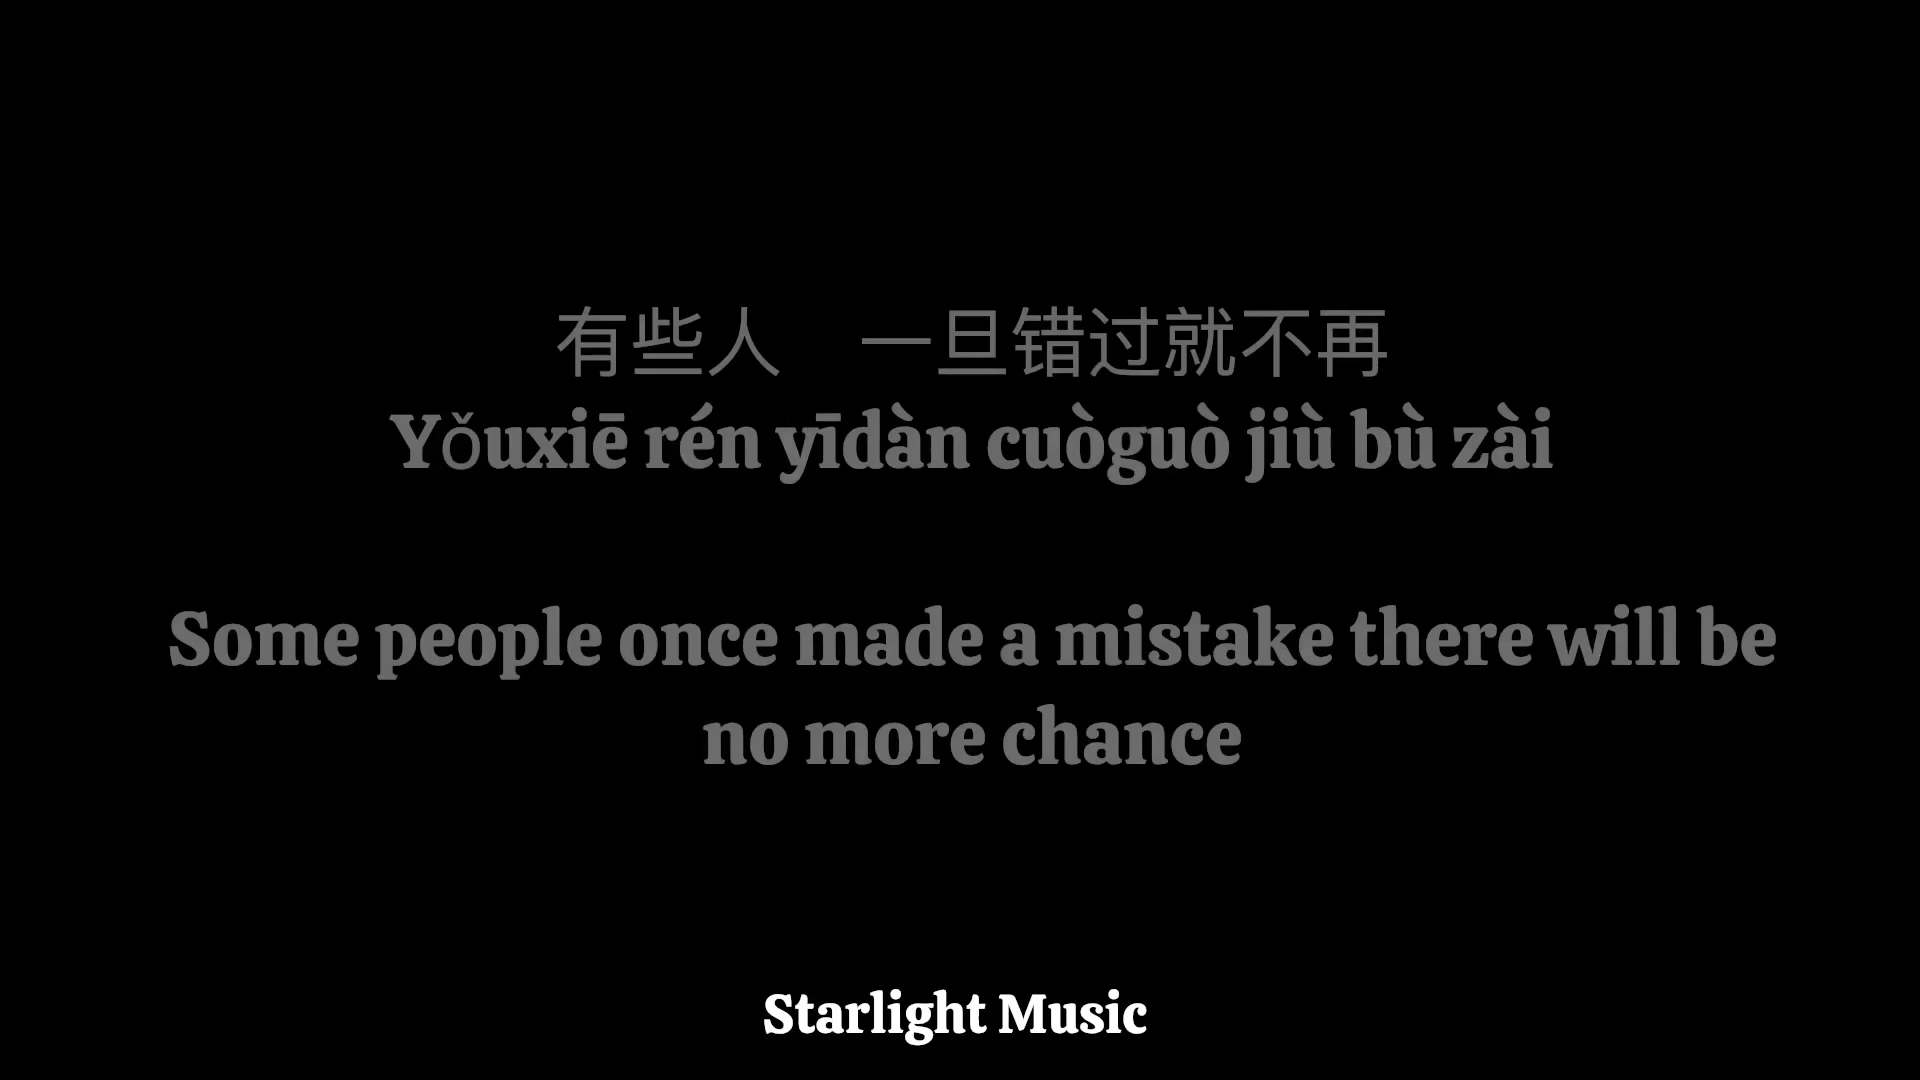 有些人　一旦错过就不再
Yǒuxiē rén yīdàn cuòguò jiù bù zài
Some people once made a mistake there will be
no more chance
Starlight Music